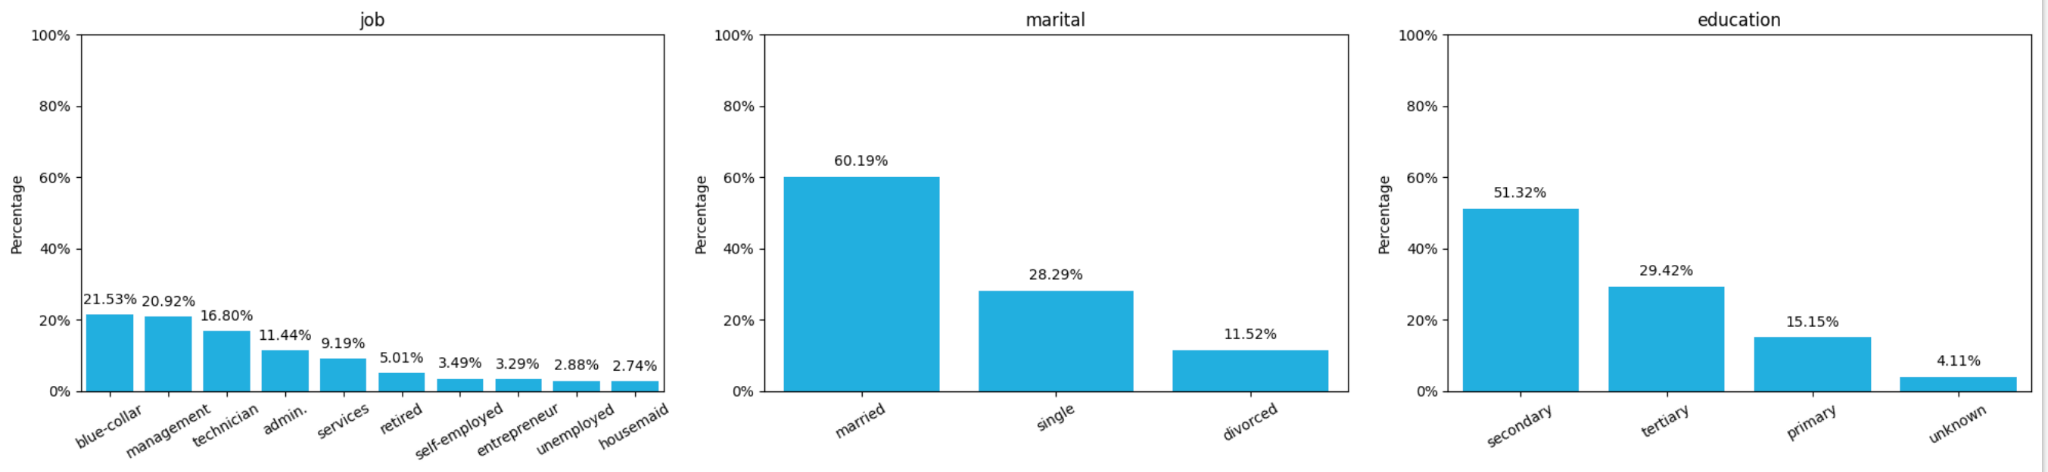 job
100%
80%
60%
40%
20%
0%
Percentage
21.53%
20.92%
16.80%
11.44%
9.19%
5.01%
3.49%
3.29%
2.88%
2.74%
blue-collar
management
technician
admin.
services
retired
self-employed
entrepreneur
unemployed
housemaid
marital
100%
80%
60%
40%
20%
0%
Percentage
60.19%
28.29%
11.52%
married
single
divorced
education
100%
80%
60%
40%
20%
0%
Percentage
51.32%
29.42%
15.15%
4.11%
secondary
tertiary
primary
unknown